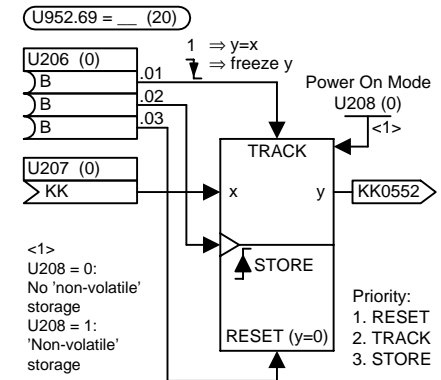 U952.69 = __ (20)
U206 (0)
B
B
B
.01
.02
.03
1 ⇒ y=x
⇒ freeze y
Power On Mode
U208 (0)
<1>
U207 (0)
KK
TRACK
x
y
KK0552
STORE
RESET (y=0)
<1>
U208 = 0:
No 'non-volatile'
storage
U208 = 1:
'Non-volatile'
storage
Priority:
1. RESET
2. TRACK
3. STORE